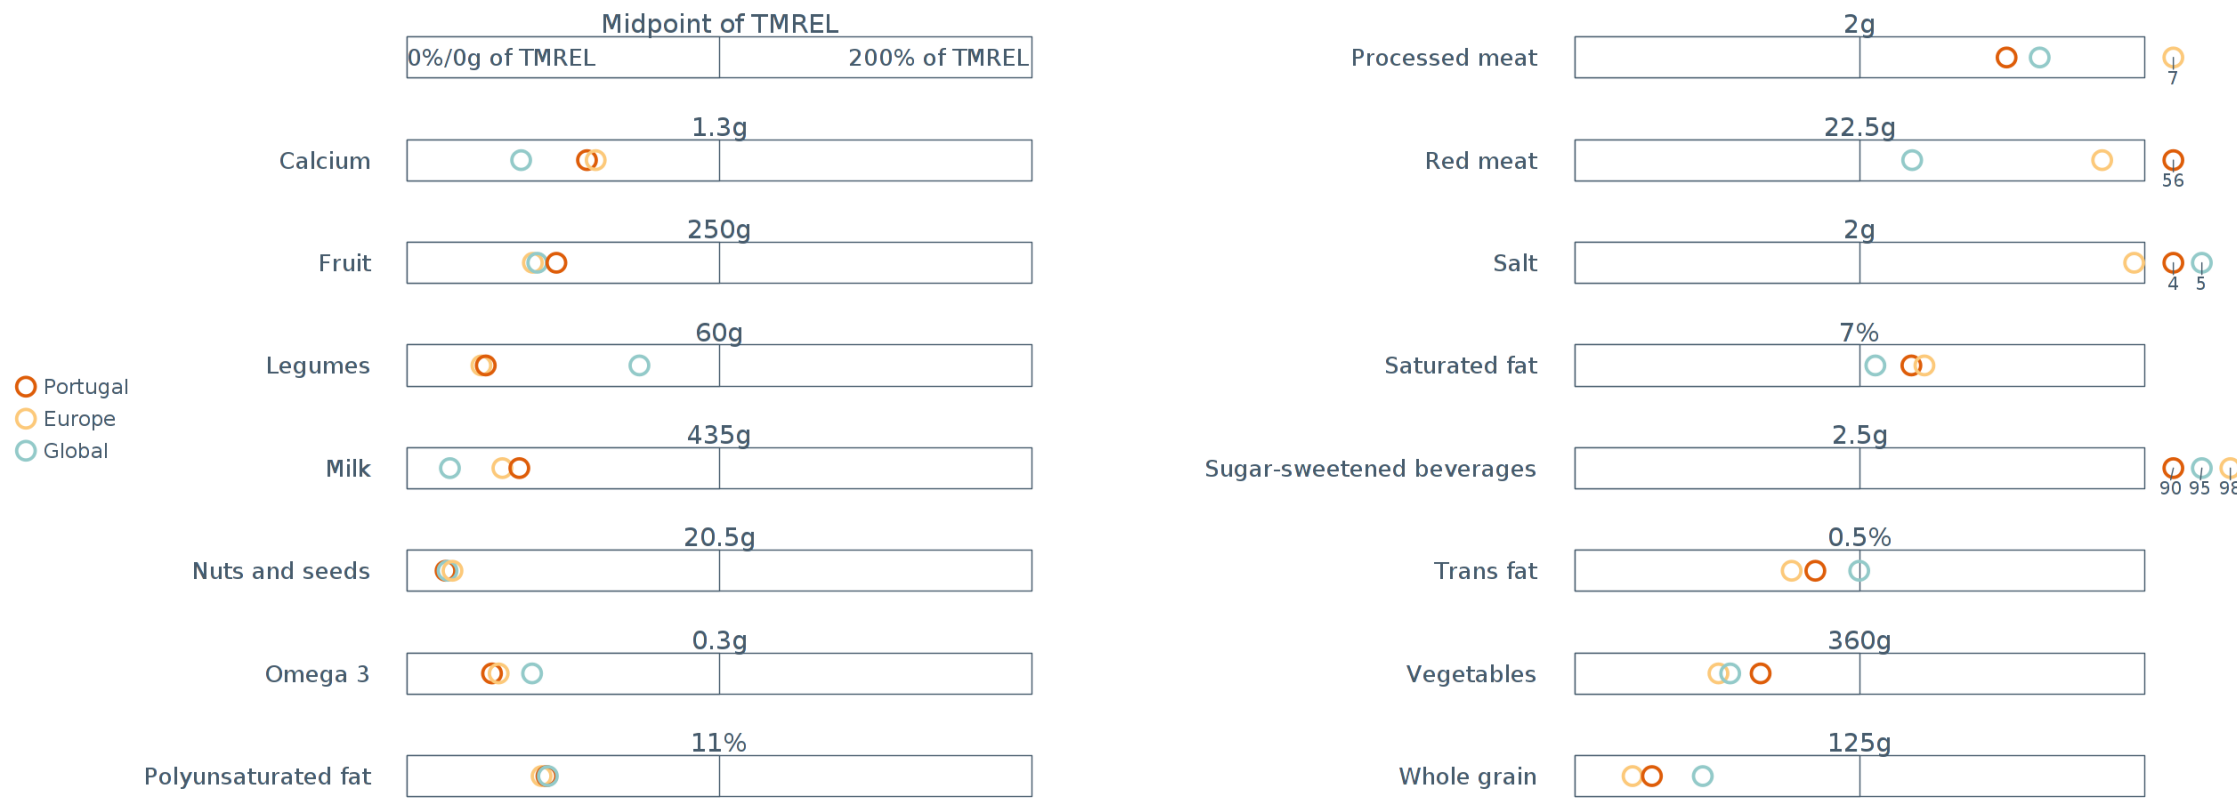 Midpoint of TMREL
0%/0g of TMREL
200% of TMREL
Calcium
1.3g
Fruit
250g
Legumes
60g
Milk
435g
Nuts and seeds
20.5g
Omega 3
0.3g
Polyunsaturated fat
11%
Portugal
Europe
Global
Processed meat
2g
7
Red meat
22.5g
56
Salt
2g
4 5
Saturated fat
7%
Sugar-sweetened beverages
2.5g
90 95 98
Trans fat
0.5%
Vegetables
360g
Whole grain
125g